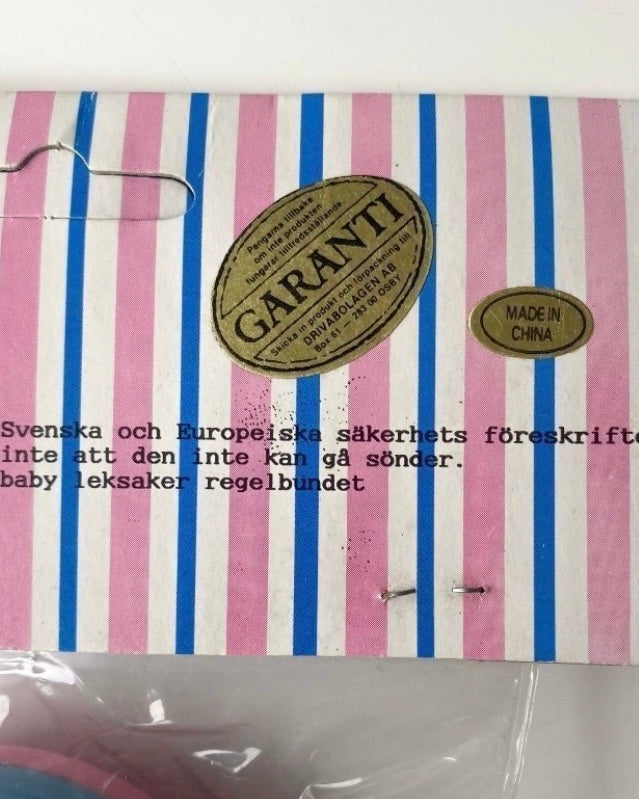 Pengarna tillbaka
om inte produkten
fungerar tillfredsställande
GARANTI
Skicka in produkt och förpackning till
DRIVABOLAGEN AB
Box 61 – 283 00 OSBY
MADE IN
CHINA
Svenska och Europeiska säkerhets föreskrifte
inte att den inte kan gå sönder.
baby leksaker regelbundet